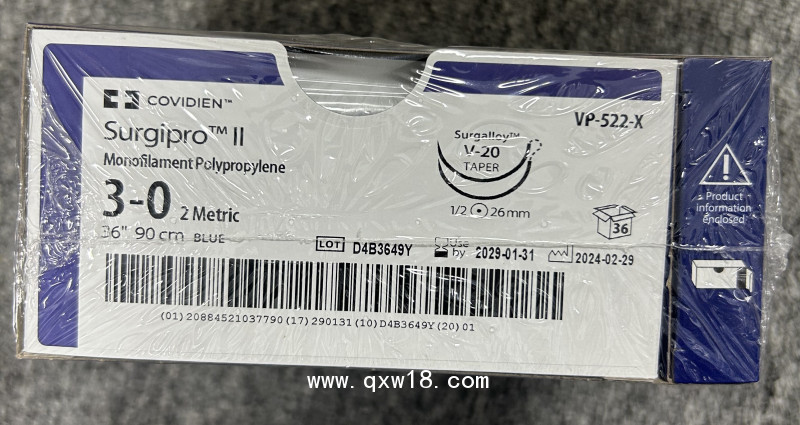 COVIDIEN™
Surgipro™ II
Monofilament Polypropylene
3-0 2 Metric
36" 90 cm BLUE
Surgalloy™
V-20
TAPER
1/2 26mm
VP-522-X
36
LOT D4B3649Y
Use by 2029-01-31
2024-02-29
(01)20884521037790(17)290131(10)D4B3649Y(20)01
Product
information
enclosed
www.qxw18.com